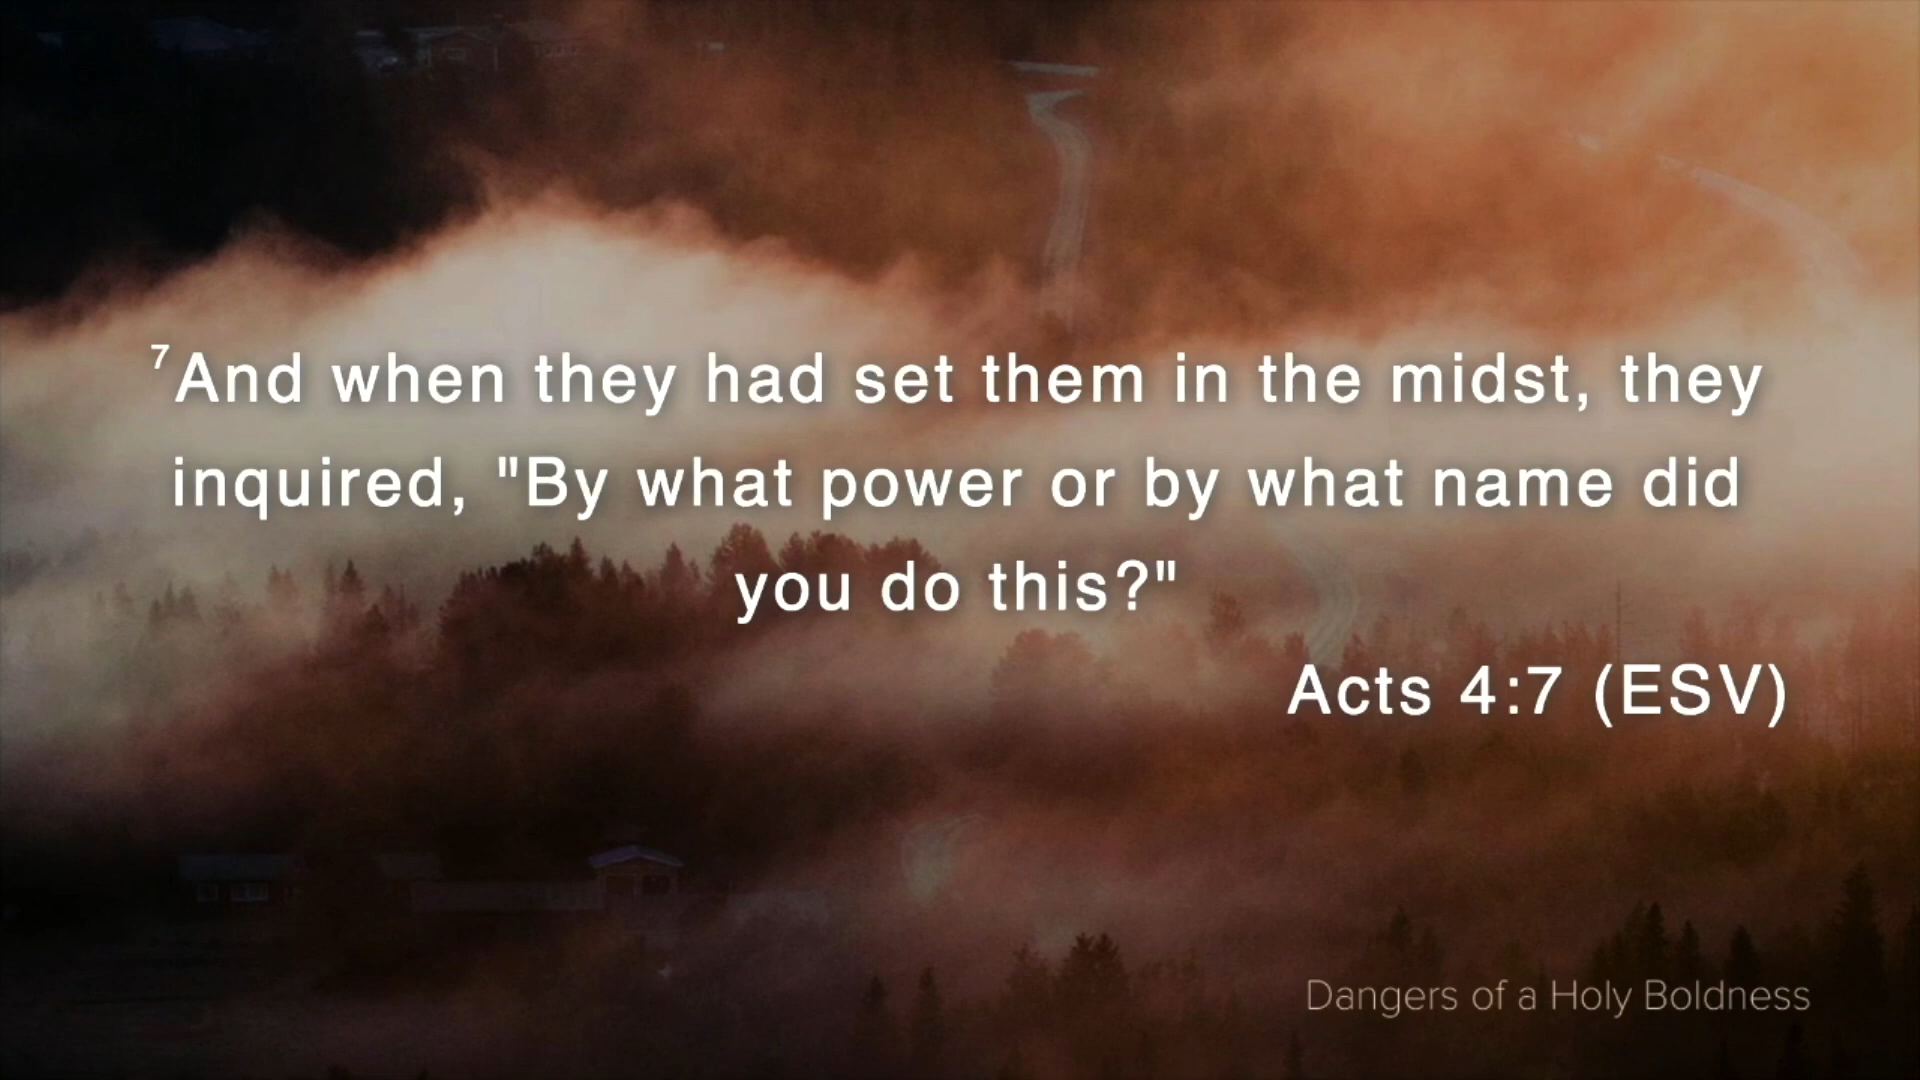 ⁷And when they had set them in the midst, they
inquired, "By what power or by what name did
you do this?"
Acts 4:7 (ESV)
Dangers of a Holy Boldness